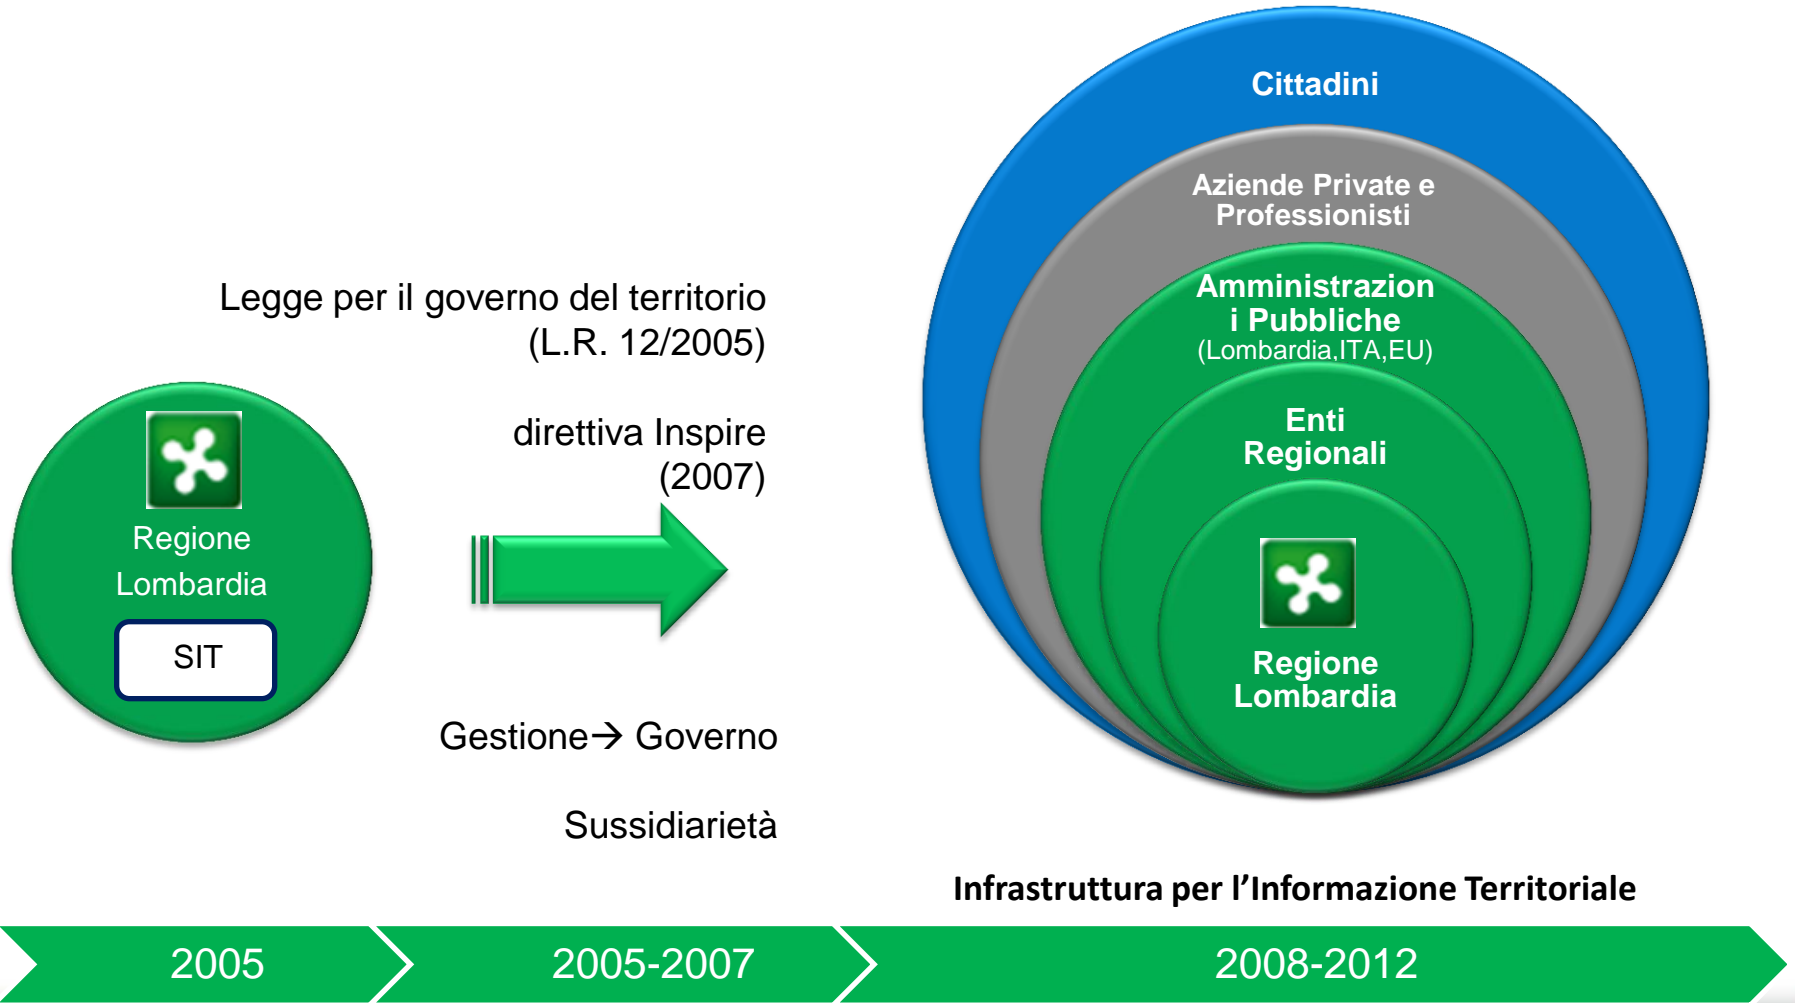 Cittadini
Aziende Private e
Professionisti
Amministrazion
i Pubbliche
(Lombardia,ITA,EU)
Enti
Regionali
Regione
Lombardia
Legge per il governo del territorio
(L.R. 12/2005)
direttiva Inspire
(2007)
Regione
Lombardia
SIT
Gestione→ Governo
Sussidiarietà
Infrastruttura per l’Informazione Territoriale
2005
2005-2007
2008-2012